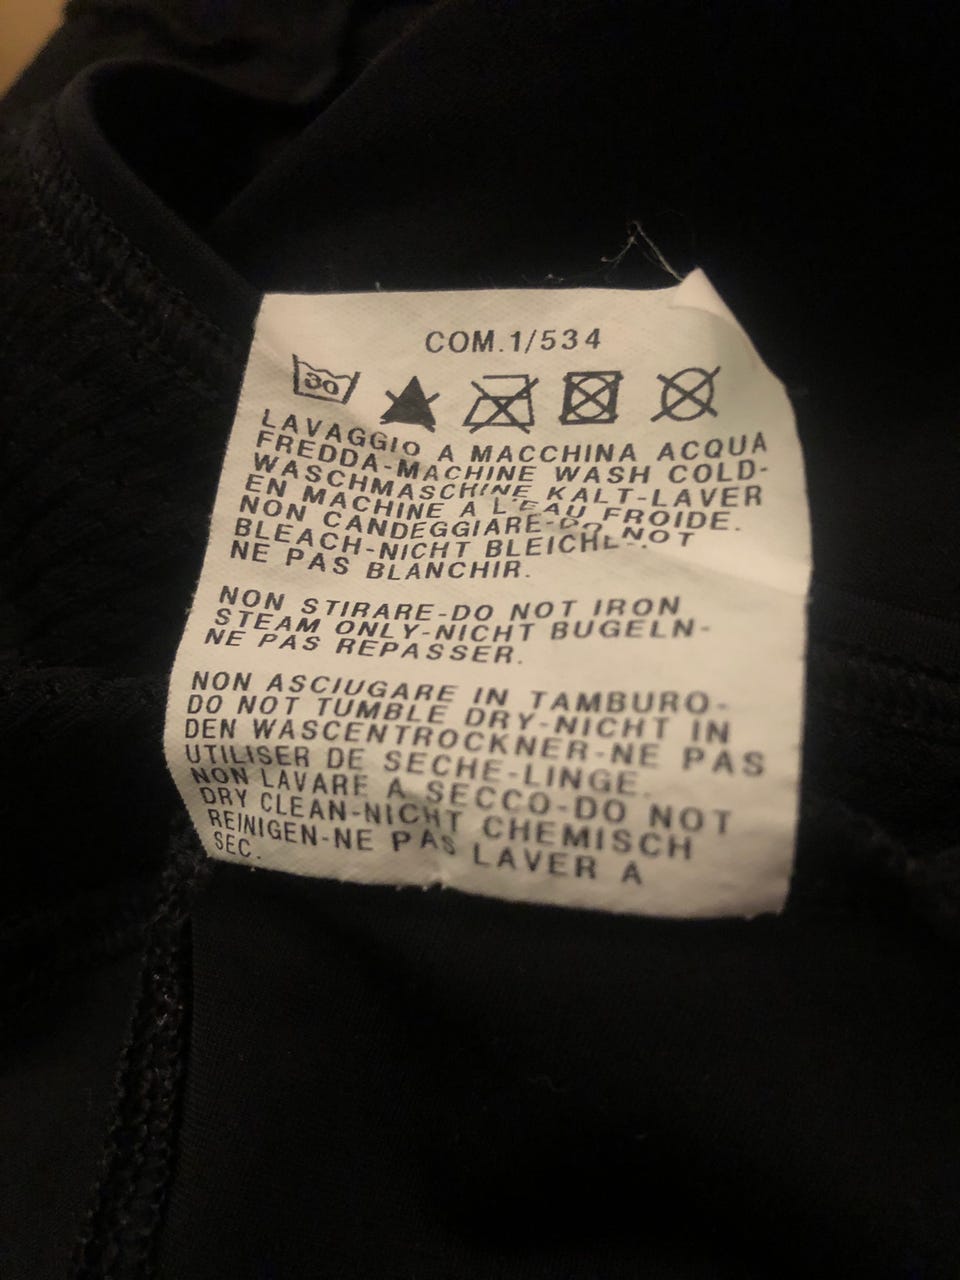 COM.1/534
30
LAVAGGIO A MACCHINA ACQUA
FREDDA-MACHINE WASH COLD-
WASCHMASCHINE KALT-LAVER
EN MACHINE A L'EAU FROIDE.
NON CANDEGGIARE-DO NOT
BLEACH-NICHT BLEICHEN-
NE PAS BLANCHIR.
NON STIRARE-DO NOT IRON
STEAM ONLY-NICHT BUGELN-
NE PAS REPASSER.
NON ASCIUGARE IN TAMBURO-
DO NOT TUMBLE DRY-NICHT IN
DEN WASCENTROCKNER-NE PAS
UTILISER DE SECHE-LINGE.
NON LAVARE A SECCO-DO NOT
DRY CLEAN-NICHT CHEMISCH
REINIGEN-NE PAS LAVER A
SEC.